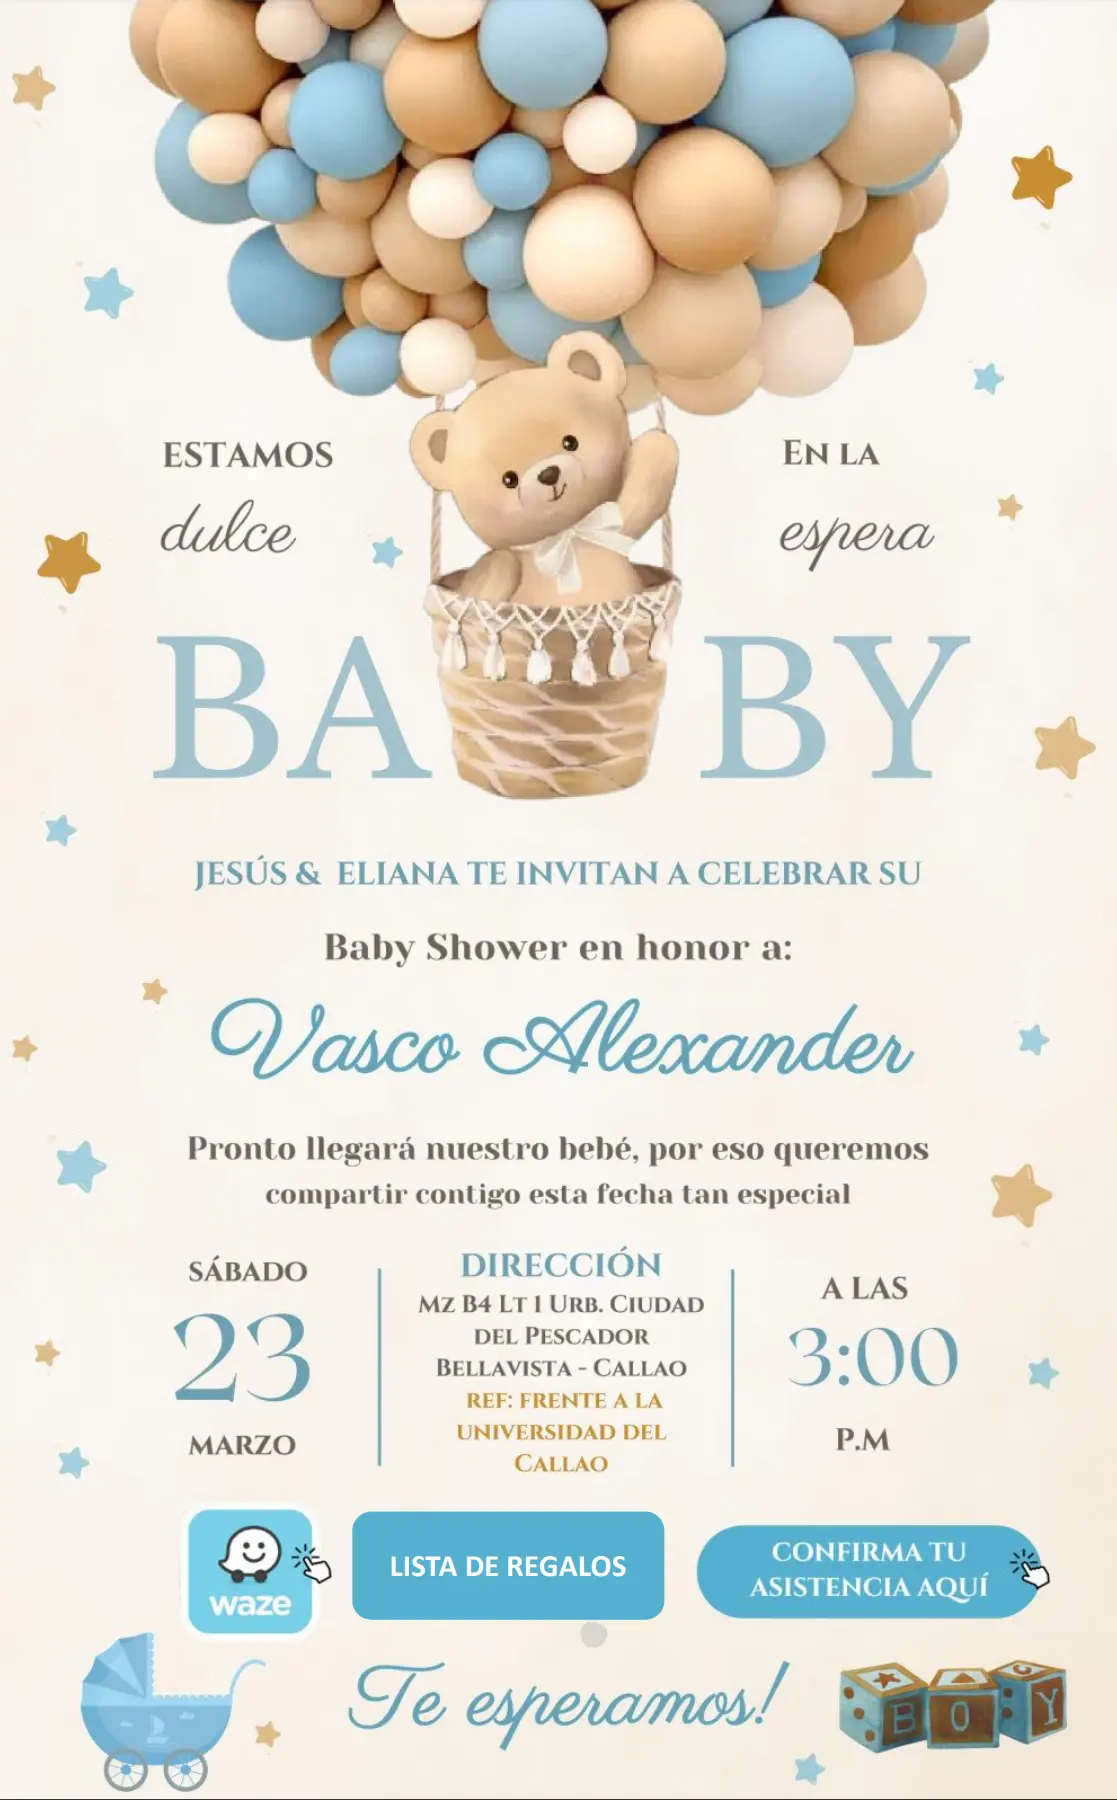 ESTAMOS
dulce
EN LA
espera
BABY
JESÚS & ELIANA TE INVITAN A CELEBRAR SU
Baby Shower en honor a:
Vasco Alexander
Pronto llegará nuestro bebé, por eso queremos
compartir contigo esta fecha tan especial
SÁBADO
23
MARZO
DIRECCIÓN
MZ B4 LT 1 URB. CIUDAD
DEL PESCADOR
BELLAVISTA - CALLAO
REF: FRENTE A LA
UNIVERSIDAD DEL
CALLAO
A LAS
3:00
P.M
waze
LISTA DE REGALOS
CONFIRMA TU
ASISTENCIA AQUÍ
Te esperamos!
BOY